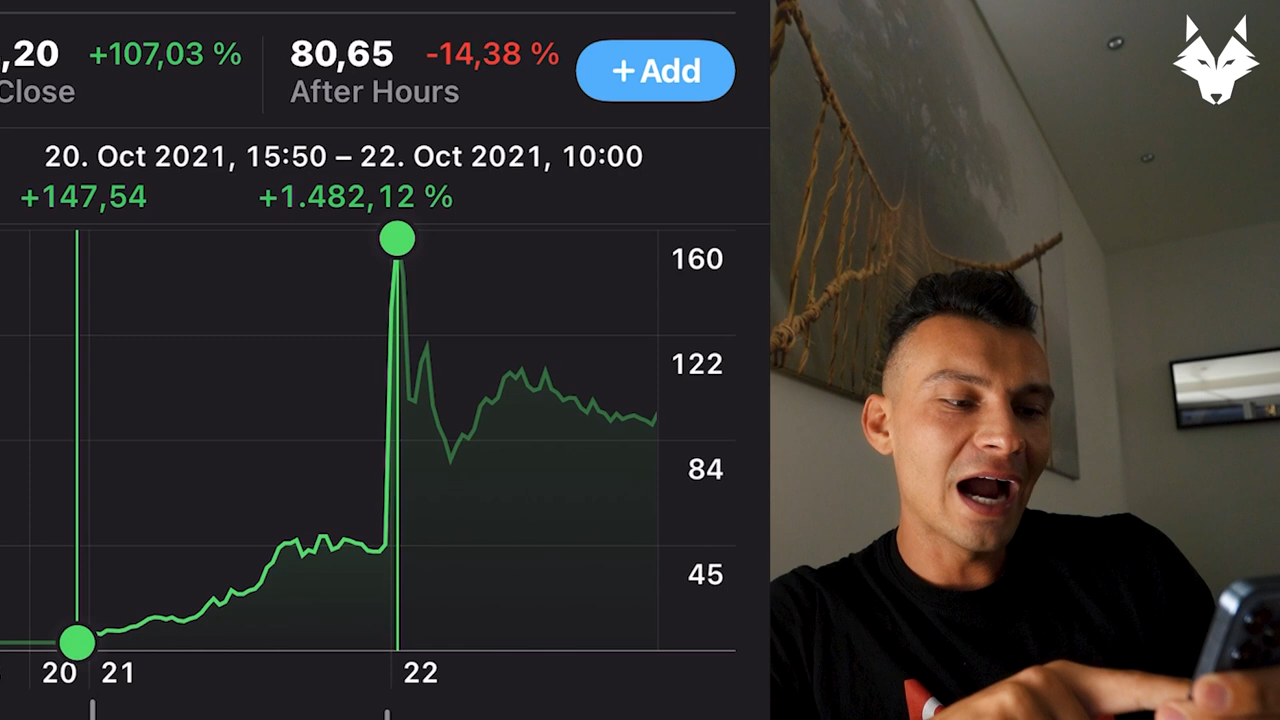 ,20 +107,03 % 80,65 -14,38 % +Add
Close After Hours
20. Oct 2021, 15:50 – 22. Oct 2021, 10:00
+147,54 +1.482,12 %
160
122
84
45
20 21 22